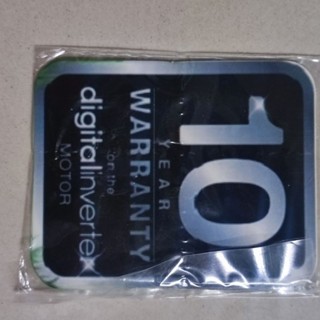 10
YEAR
WARRANTY
on the
digitalinverter
MOTOR